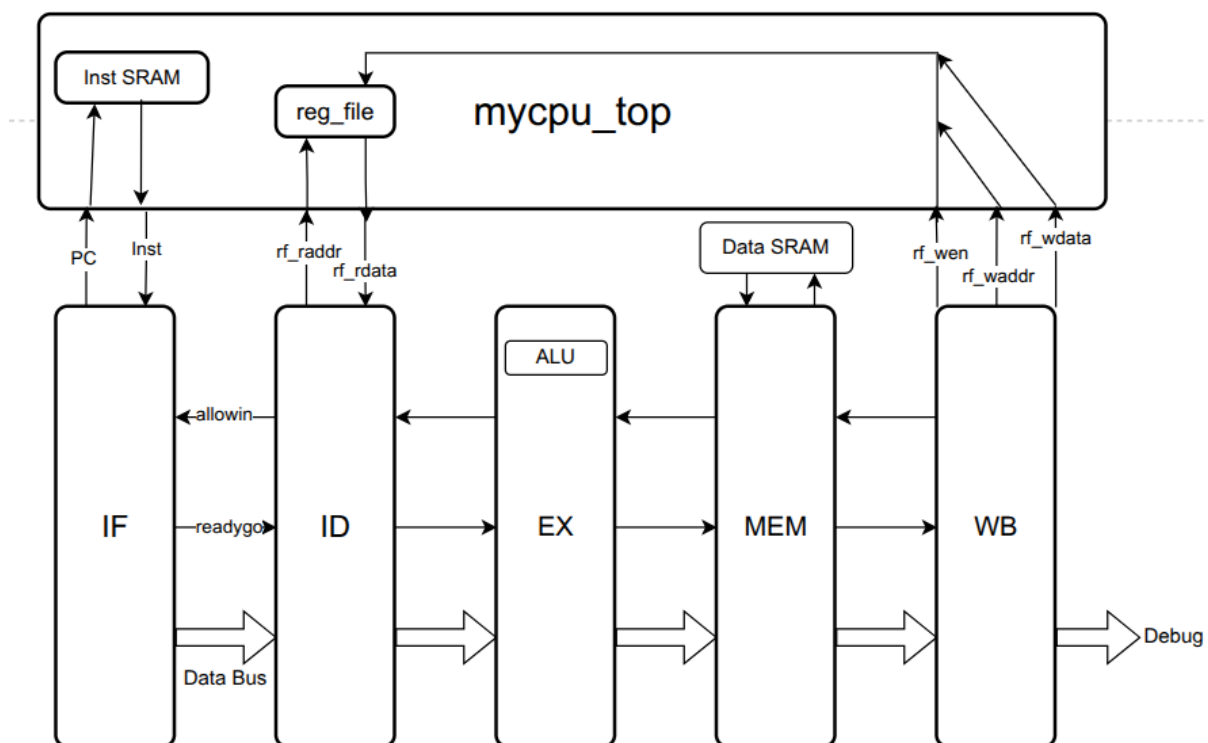 Inst SRAM
reg_file
mycpu_top
PC
Inst
rf_raddr
rf_rdata
Data SRAM
rf_wen
rf_waddr
rf_wdata
ALU
allowin
IF
readygo
ID
EX
MEM
WB
Data Bus
Debug